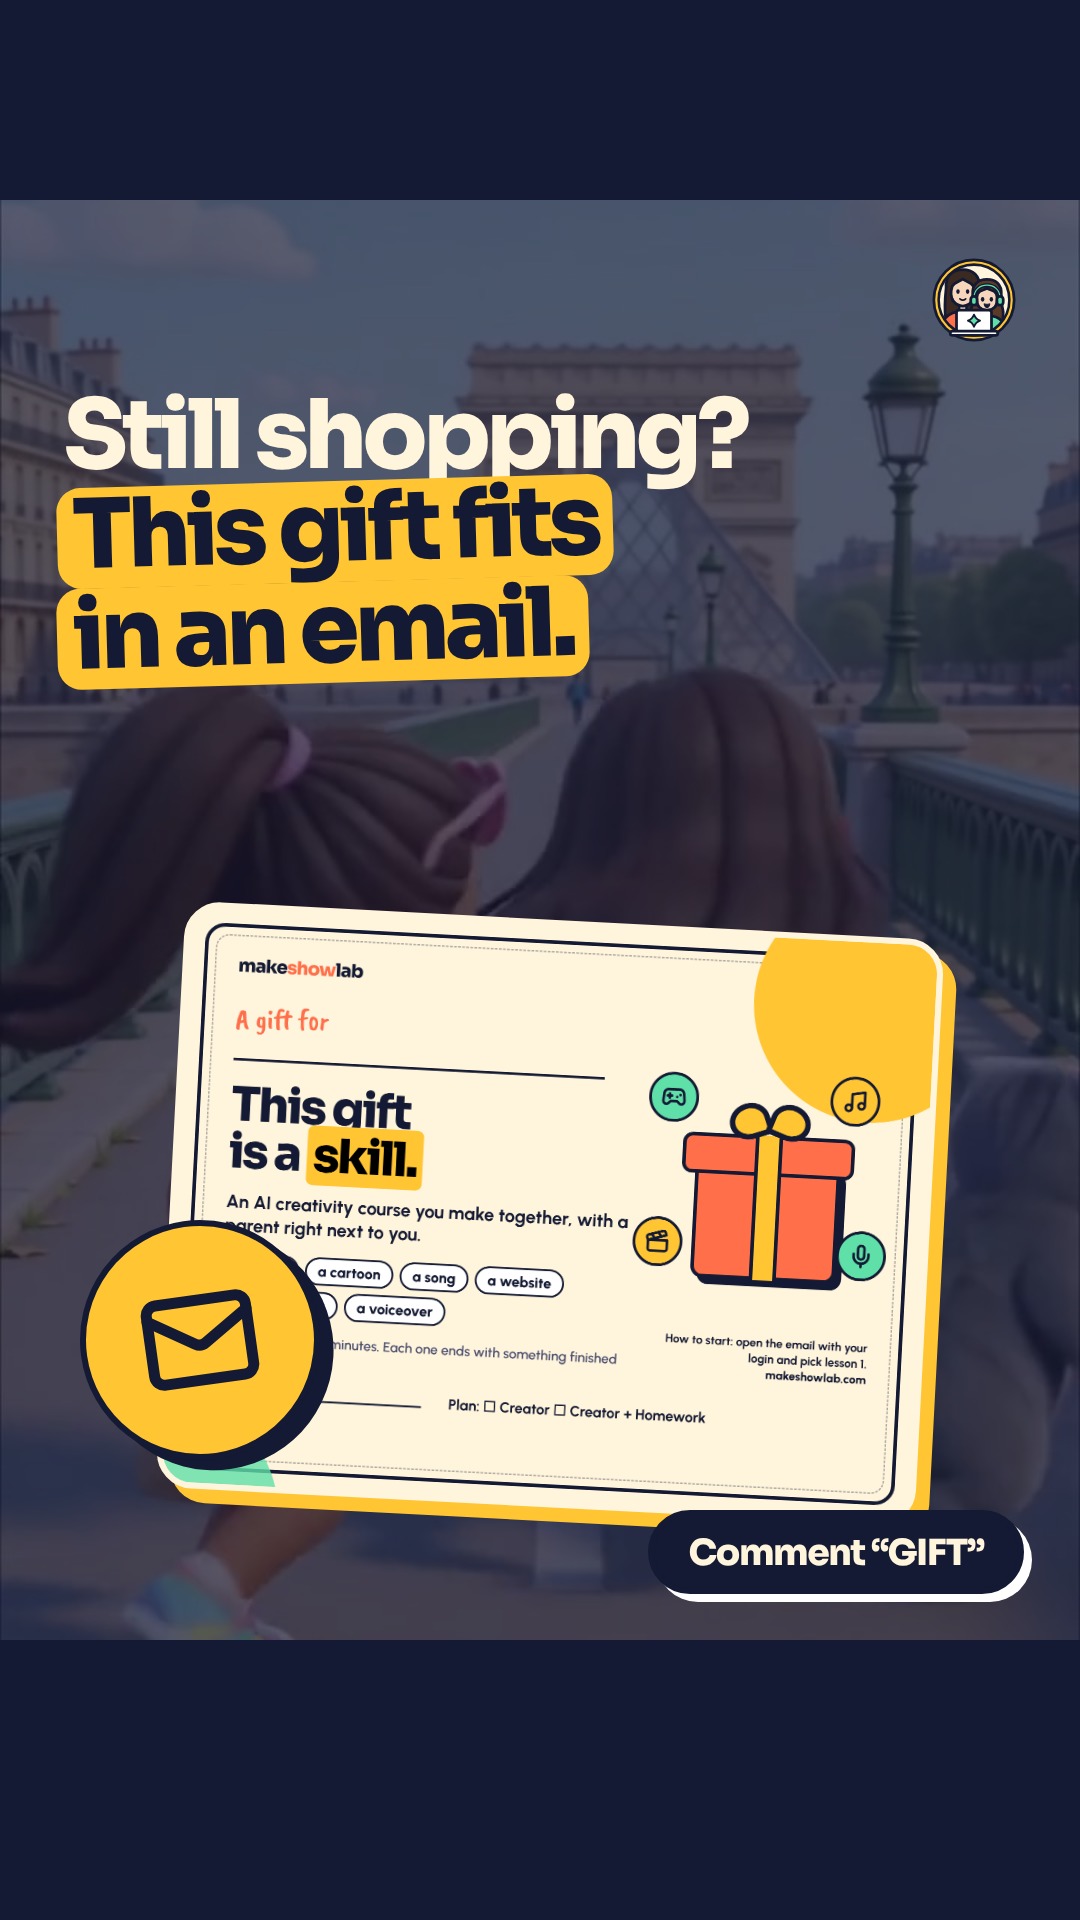 Still shopping?
This gift fits
in an email.
makeshowlab
A gift for
This gift
is a skill.
An AI creativity course you make together, with a
parent right next to you.
a cartoon
a song
a website
a voiceover
minutes. Each one ends with something finished
How to start: open the email with your
login and pick lesson 1.
makeshowlab.com
Plan: ☐ Creator ☐ Creator + Homework
Comment “GIFT”